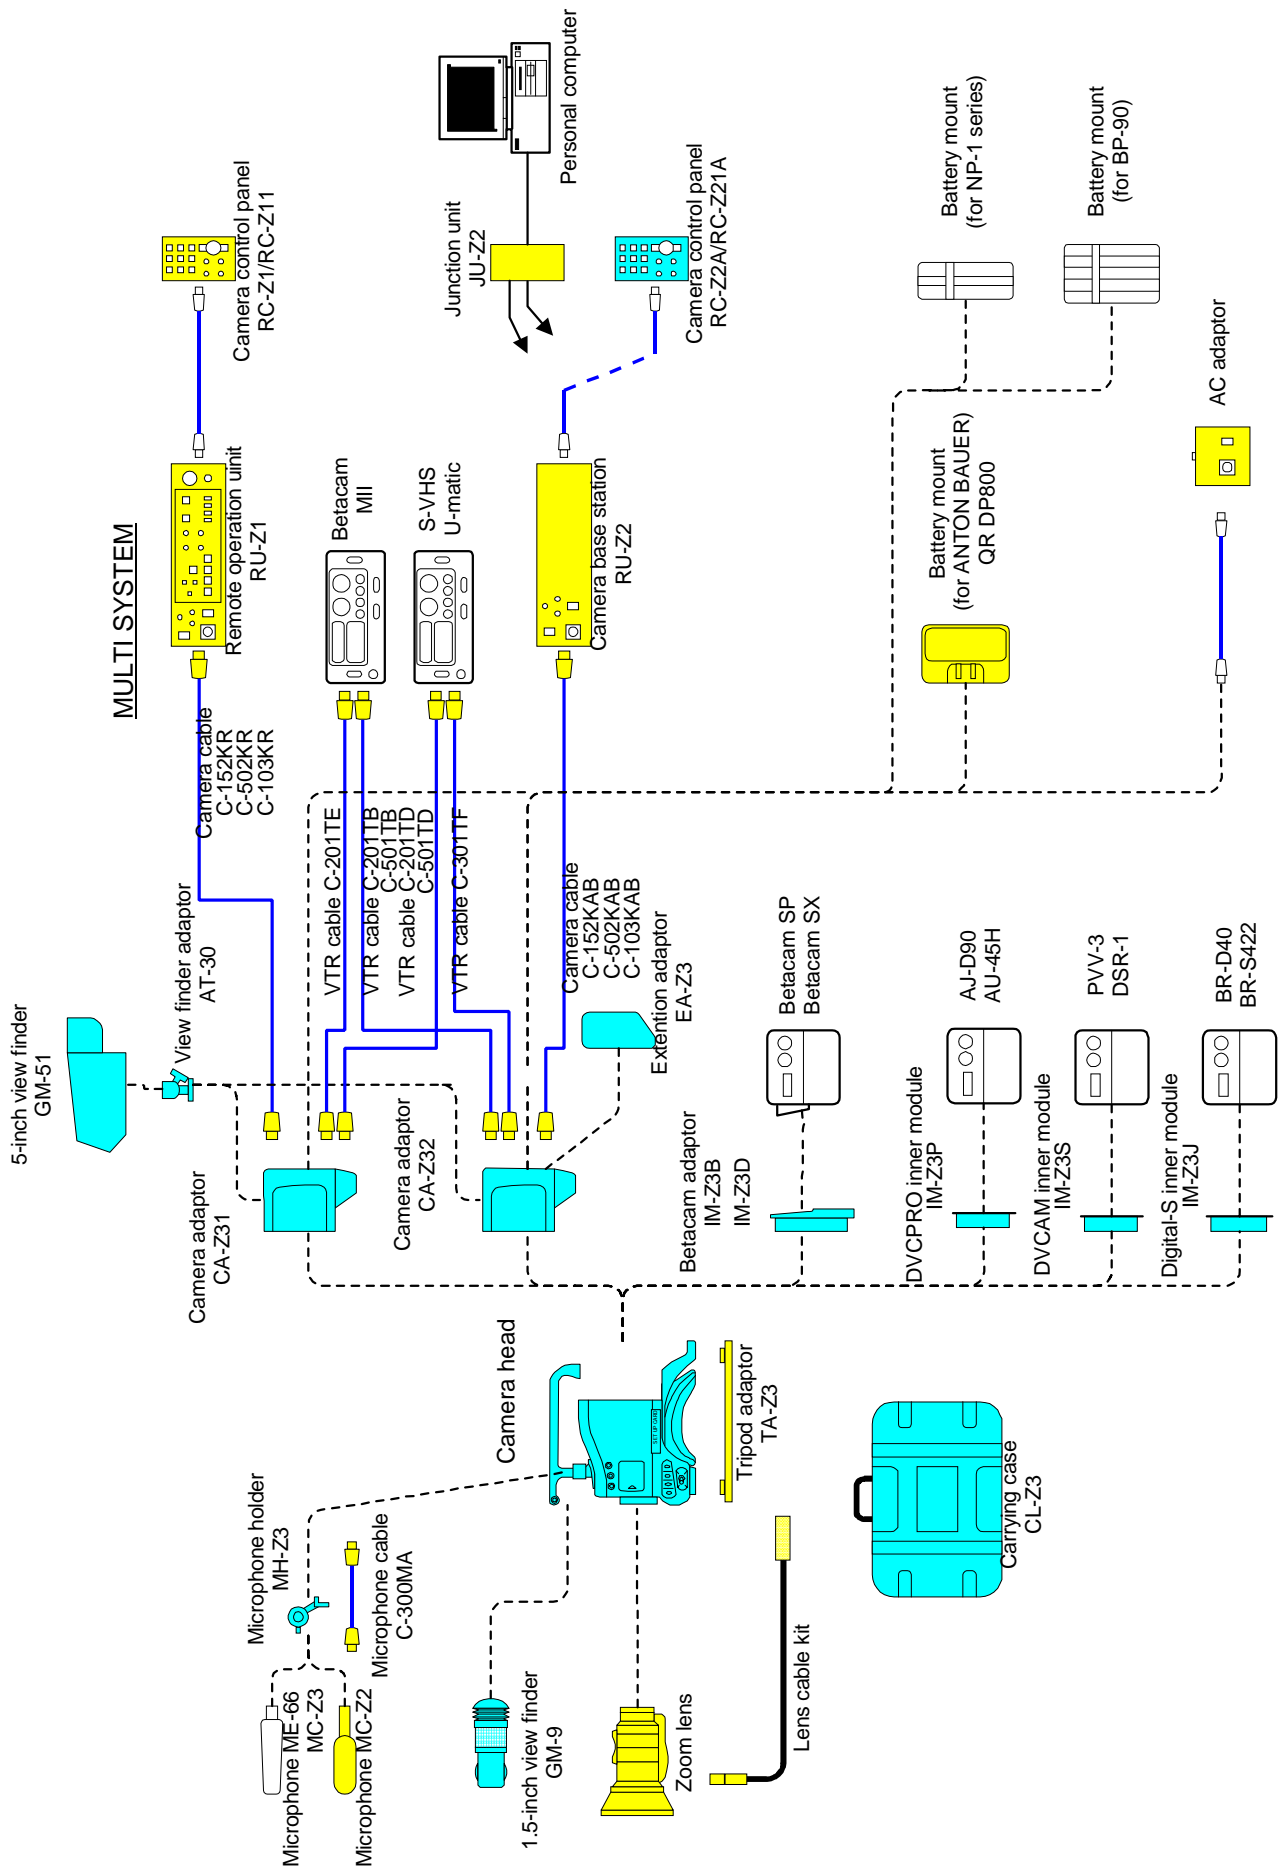 MULTI SYSTEM
5-inch view finder
GM-51
View finder adaptor
AT-30
Camera cable
C-152KR
C-502KR
C-103KR
Remote operation uinit
RU-Z1
Camera control panel
RC-Z1/RC-Z11
Microphone holder
MH-Z3
Microphone ME-66
MC-Z3
Microphone MC-Z2
Microphone cable
C-300MA
Camera adaptor
CA-Z31
VTR cable C-201TE
VTR cable C-201TB
C-501TB
VTR cable C-201TD
C-501TD
VTR cable C-301TF
Betacam
MII
S-VHS
U-matic
Junction unit
JU-Z2
Personal computer
Camera adaptor
CA-Z32
Camera cable
C-152KAB
C-502KAB
C-103KAB
Extention adaptor
EA-Z3
Camera base station
RU-Z2
Camera control panel
RC-Z2A/RC-Z21A
1.5-inch view finder
GM-9
Camera head
SET UP CARD
Zoom lens
Tripod adaptor
TA-Z3
Lens cable kit
Carrying case
CL-Z3
Betacam adaptor
IM-Z3B
IM-Z3D
Betacam SP
Betacam SX
DVCPRO inner module
IM-Z3P
AJ-D90
AU-45H
DVCAM inner module
IM-Z3S
PVV-3
DSR-1
Digital-S inner module
IM-Z3J
BR-D40
BR-S422
Battery mount
(for ANTON BAUER)
QR DP800
Battery mount
(for NP-1 series)
Battery mount
(for BP-90)
AC adaptor